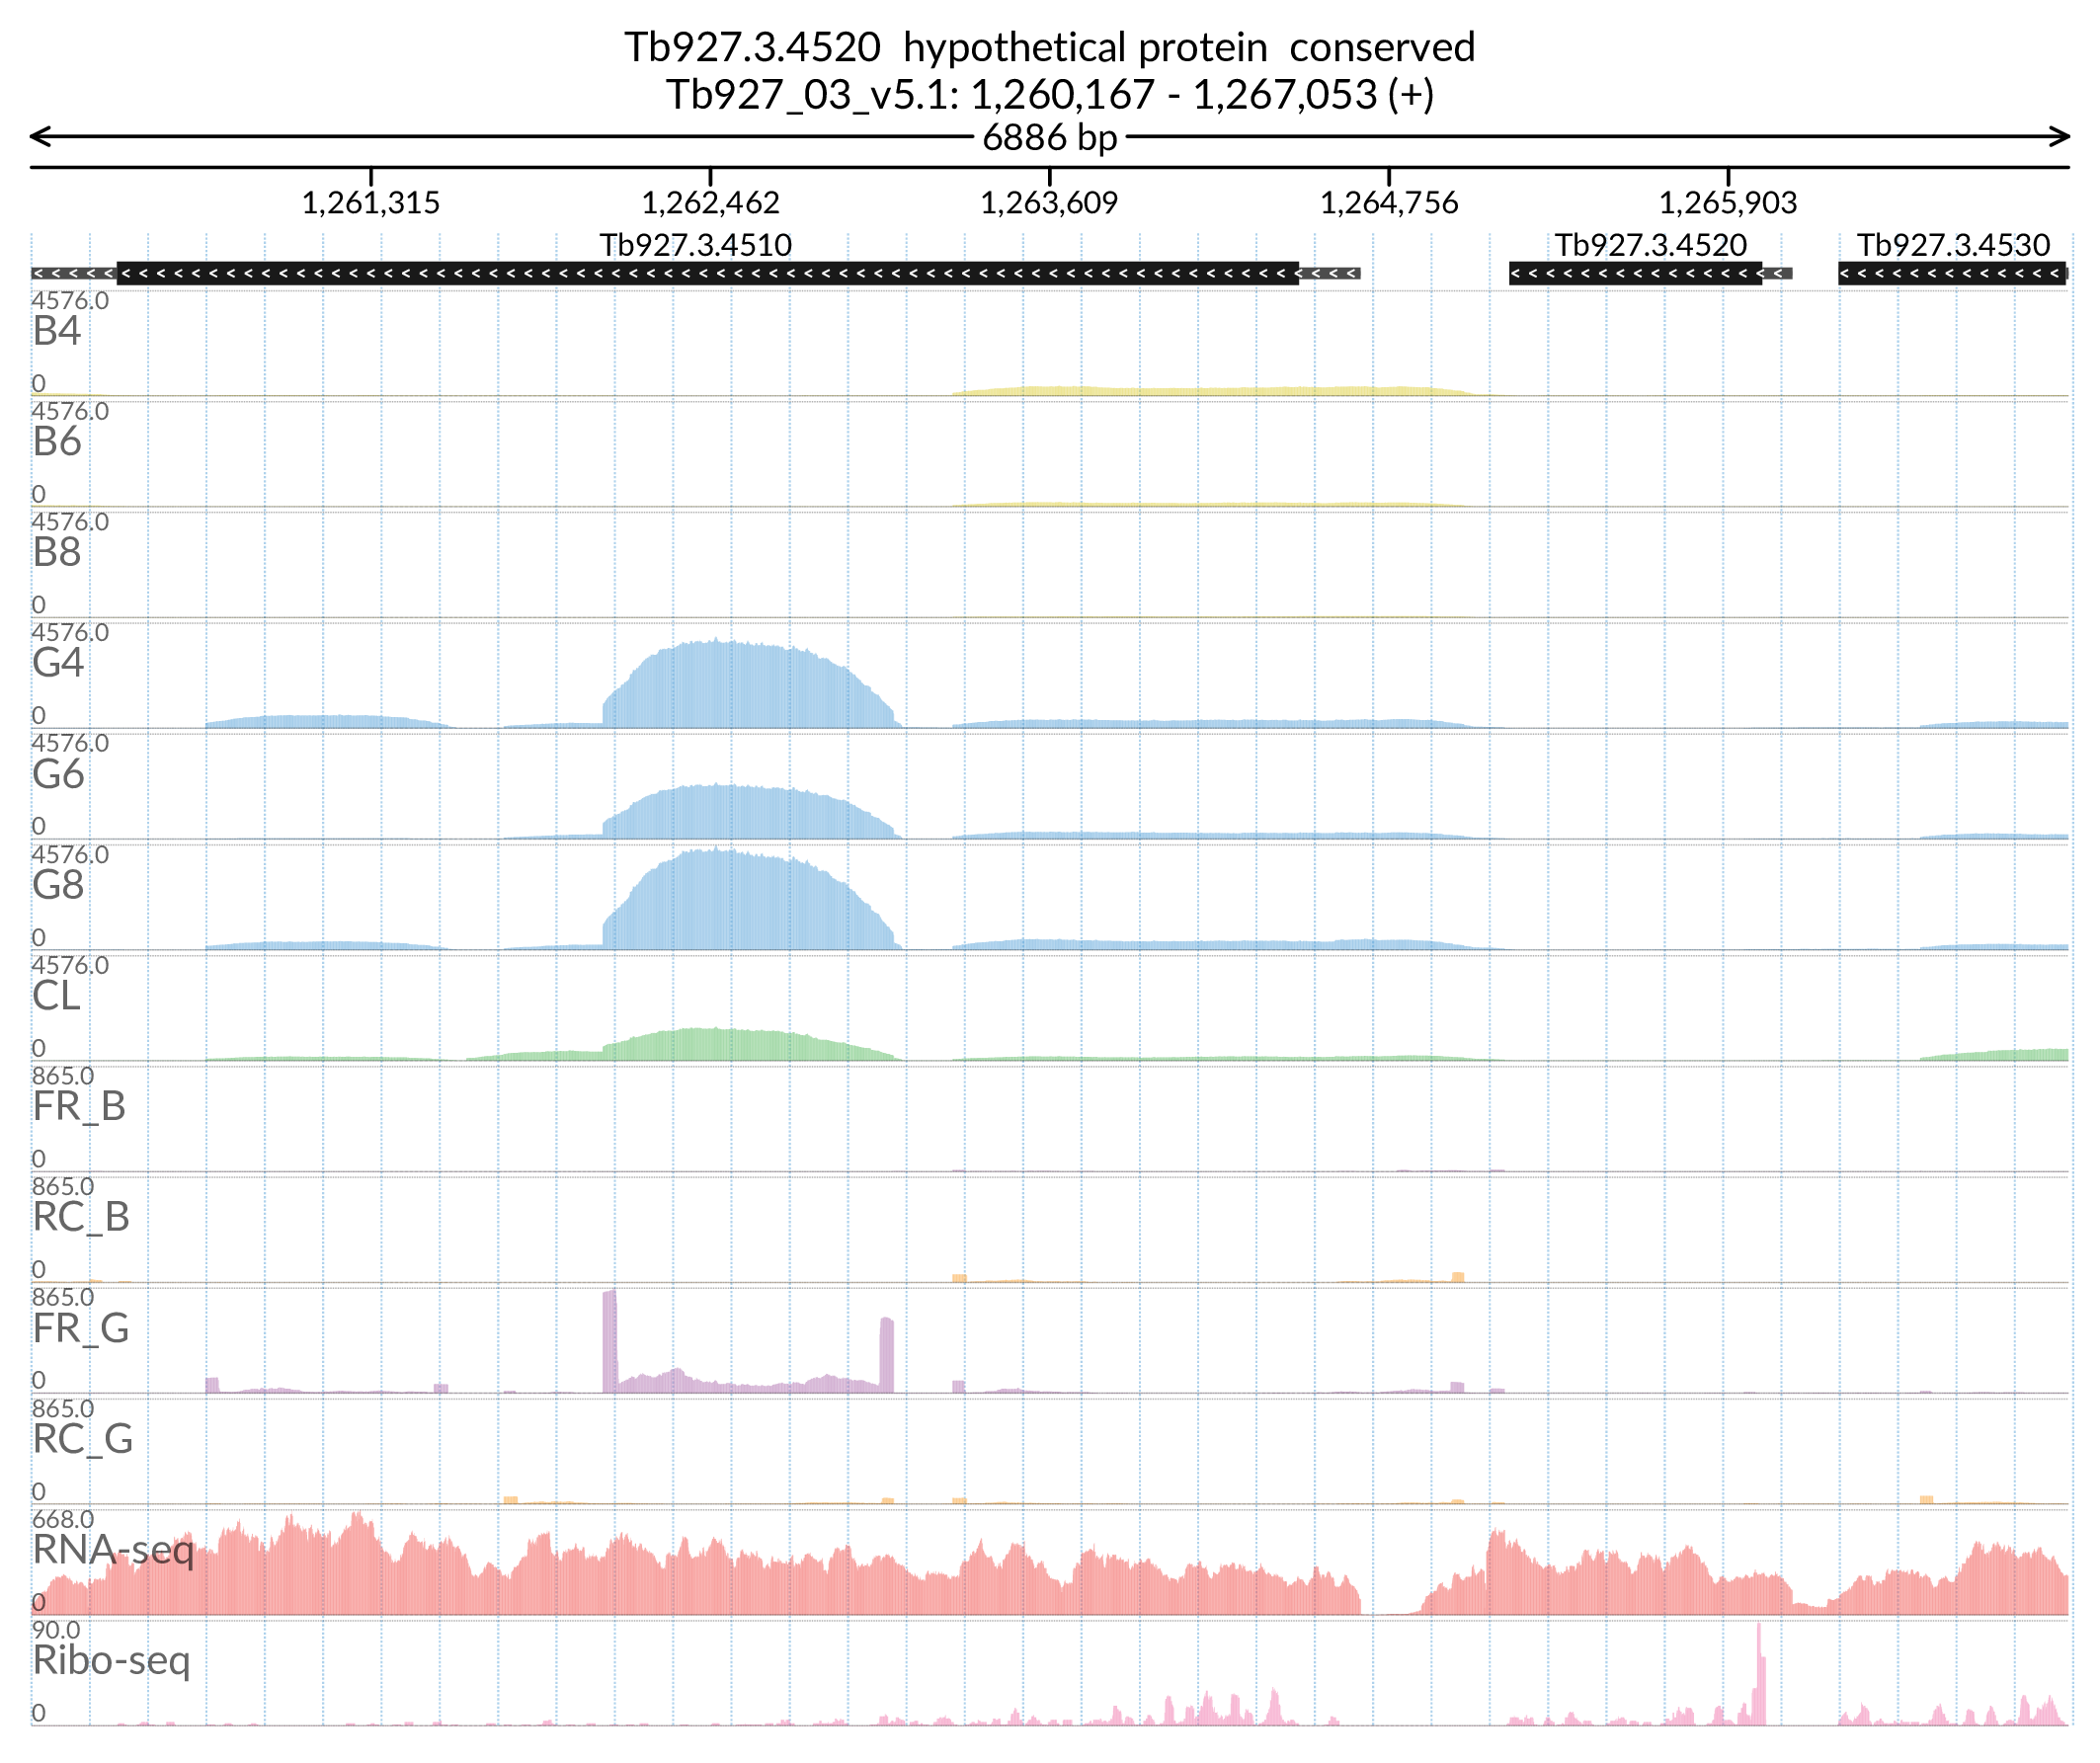 Tb927.3.4520  hypothetical protein  conserved
Tb927_03_v5.1: 1,260,167 - 1,267,053 (+)
6886 bp
1,261,315 1,262,462 1,263,609 1,264,756 1,265,903
Tb927.3.4510 Tb927.3.4520 Tb927.3.4530
4576.0
B4
0
4576.0
B6
0
4576.0
B8
0
4576.0
G4
0
4576.0
G6
0
4576.0
G8
0
4576.0
CL
0
865.0
FR_B
0
865.0
RC_B
0
865.0
FR_G
0
865.0
RC_G
0
668.0
RNA-seq
0
90.0
Ribo-seq
0